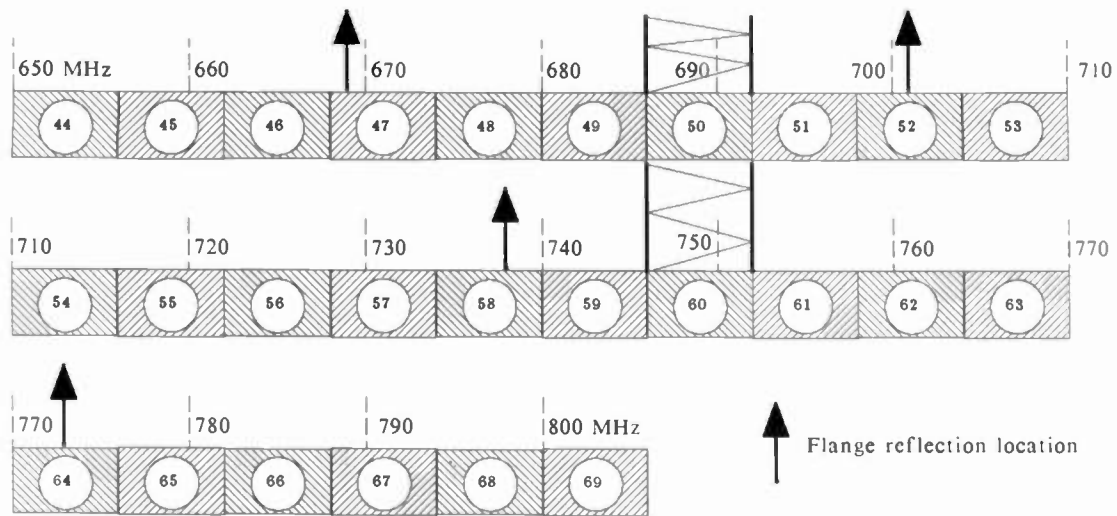 650 MHz 660 670 680 690 700 710
44 45 46 47 48 49 50 51 52 53
710 720 730 740 750 760 770
54 55 56 57 58 59 60 61 62 63
770 780 790 800 MHz
Flange reflection location
64 65 66 67 68 69